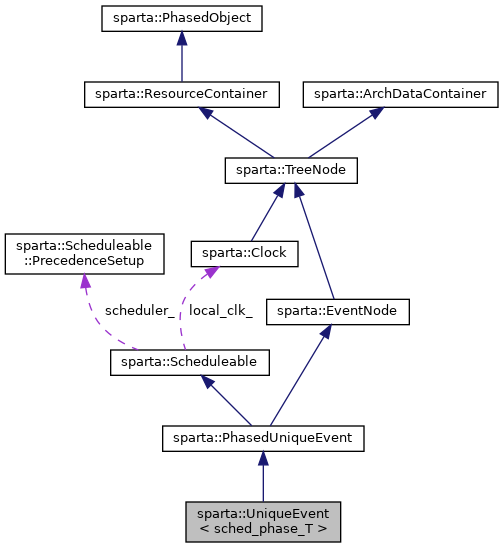 sparta::PhasedObject
sparta::ResourceContainer
sparta::ArchDataContainer
sparta::TreeNode
sparta::Scheduleable
::PrecedenceSetup
sparta::Clock
scheduler_
local_clk_
sparta::EventNode
sparta::Scheduleable
sparta::PhasedUniqueEvent
sparta::UniqueEvent
< sched_phase_T >